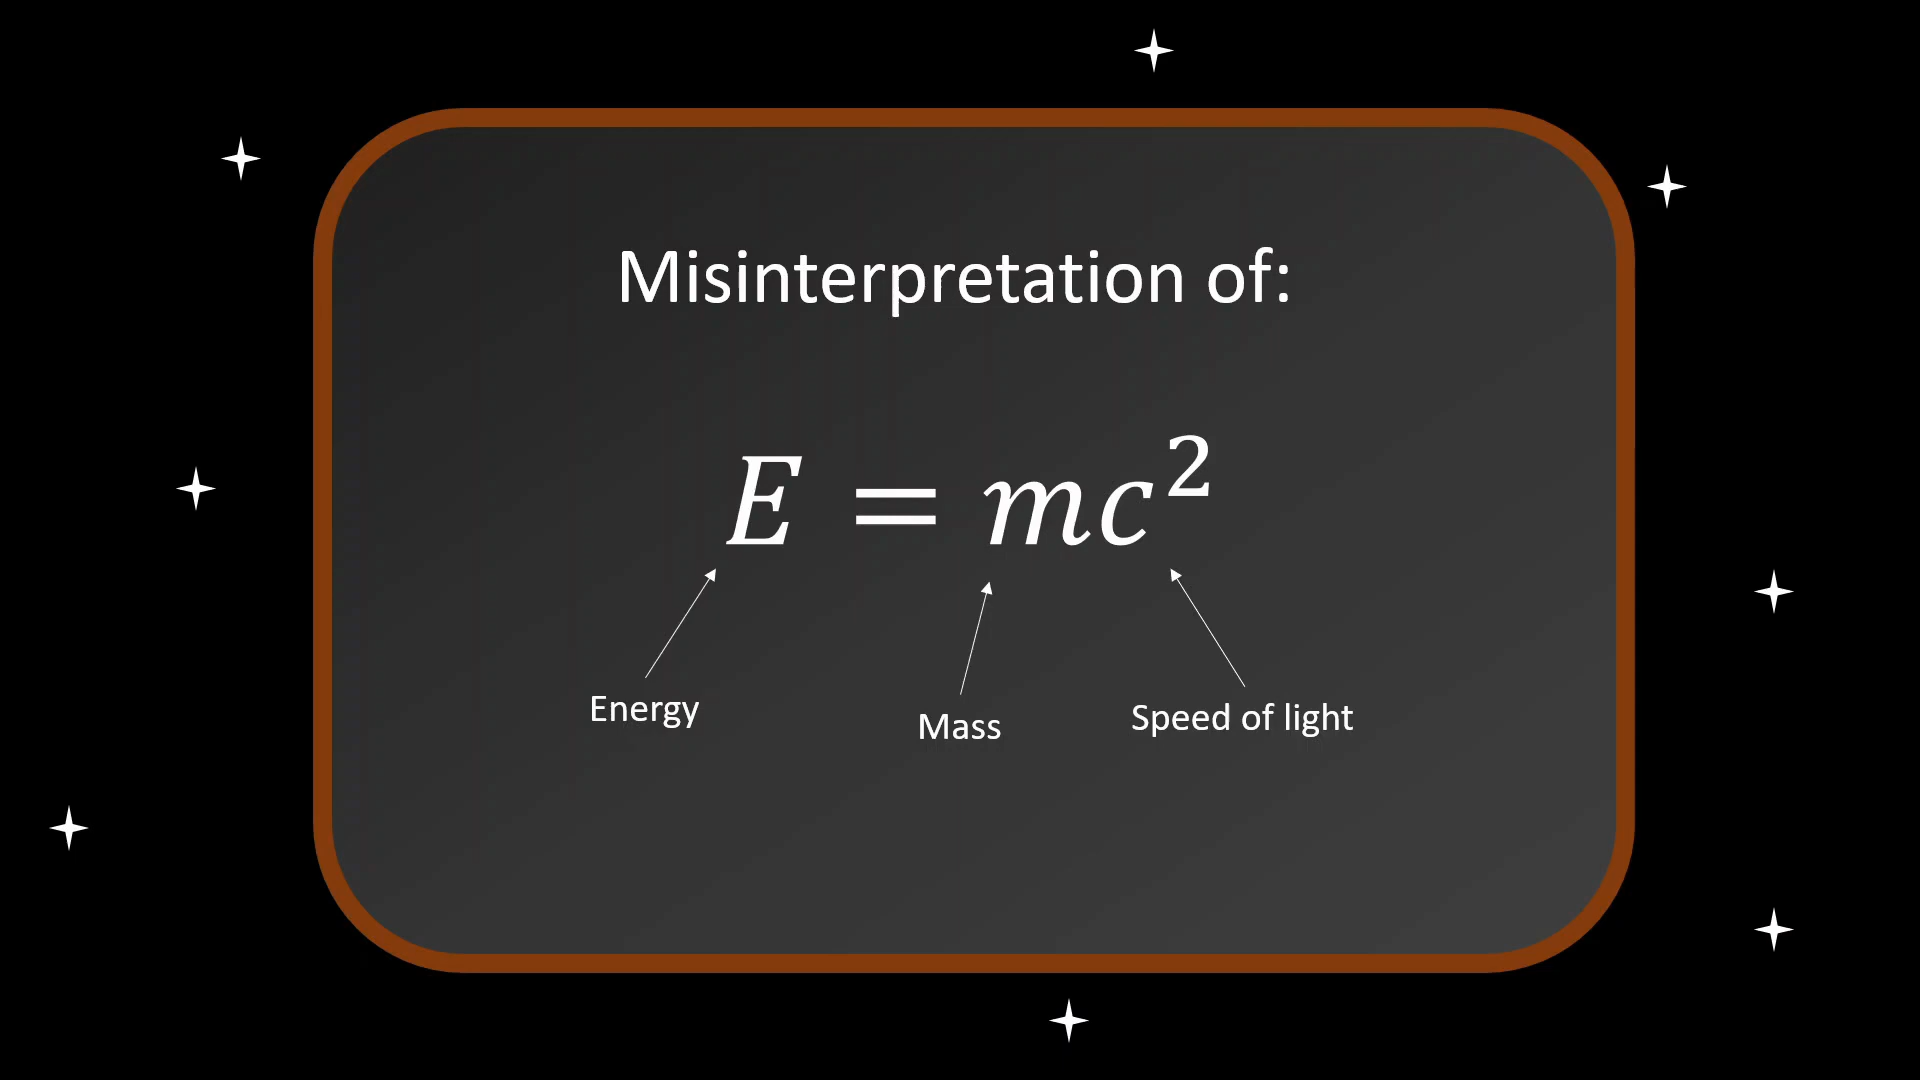 Misinterpretation of:
E = mc²
Energy
Mass
Speed of light